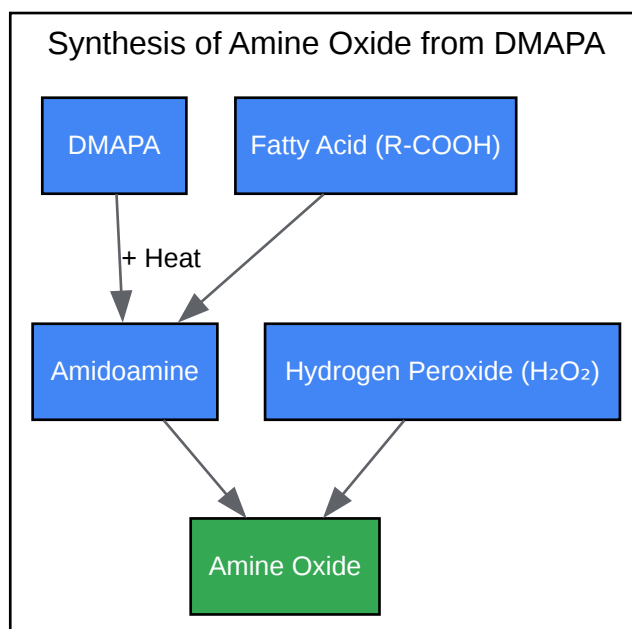 Synthesis of Amine Oxide from DMAPA
DMAPA
Fatty Acid (R-COOH)
+ Heat
Amidoamine
Hydrogen Peroxide (H₂O₂)
Amine Oxide